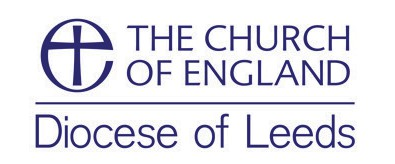 THE CHURCH
OF ENGLAND
Diocese of Leeds